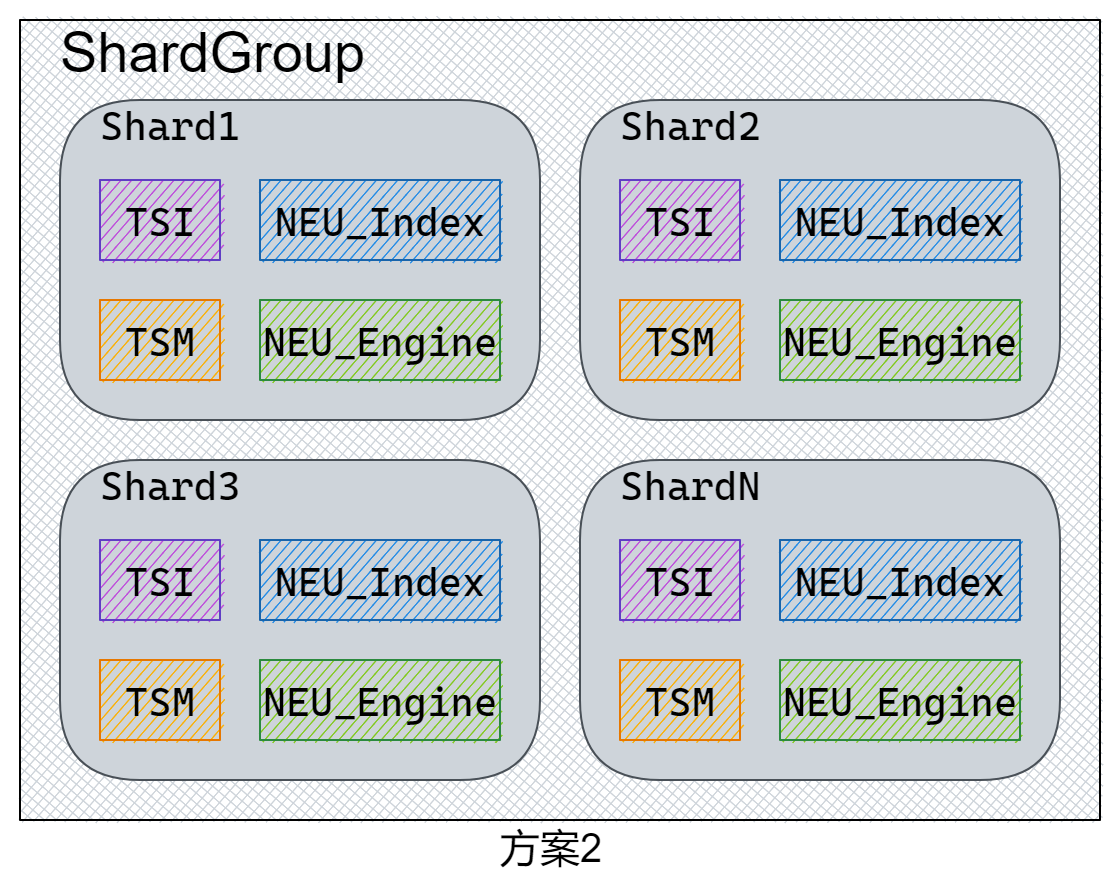 ShardGroup
Shard1
TSI
NEU_Index
TSM
NEU_Engine
Shard2
TSI
NEU_Index
TSM
NEU_Engine
Shard3
TSI
NEU_Index
TSM
NEU_Engine
ShardN
TSI
NEU_Index
TSM
NEU_Engine
方案2